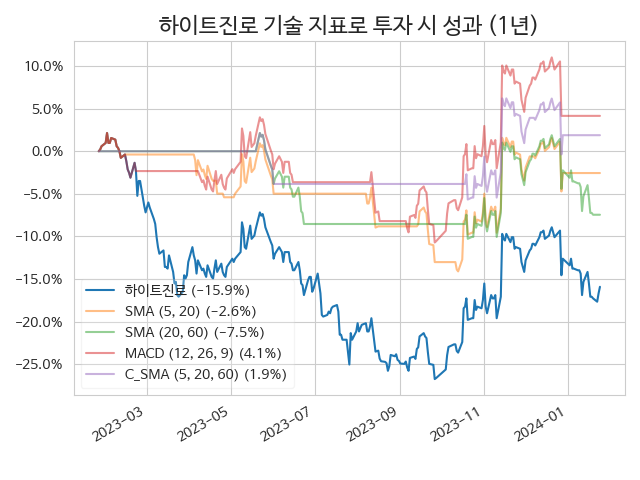 하이트진로 기술 지표로 투자 시 성과 (1년)
10.0%
5.0%
0.0%
−5.0%
−10.0%
−15.0%
−20.0%
−25.0%
하이트진로 (−15.9%)
SMA (5, 20) (−2.6%)
SMA (20, 60) (−7.5%)
MACD (12, 26, 9) (4.1%)
C_SMA (5, 20, 60) (1.9%)
2023-03
2023-05
2023-07
2023-09
2023-11
2024-01